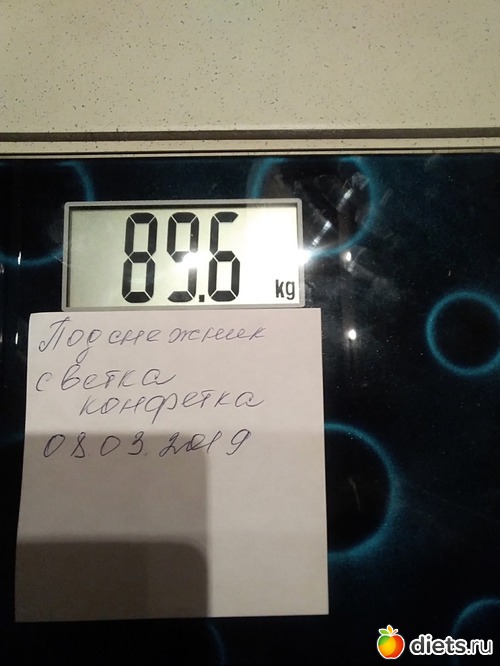 89.6 kg
Подснежник
светка
конфетка
08.03.2019
diets.ru